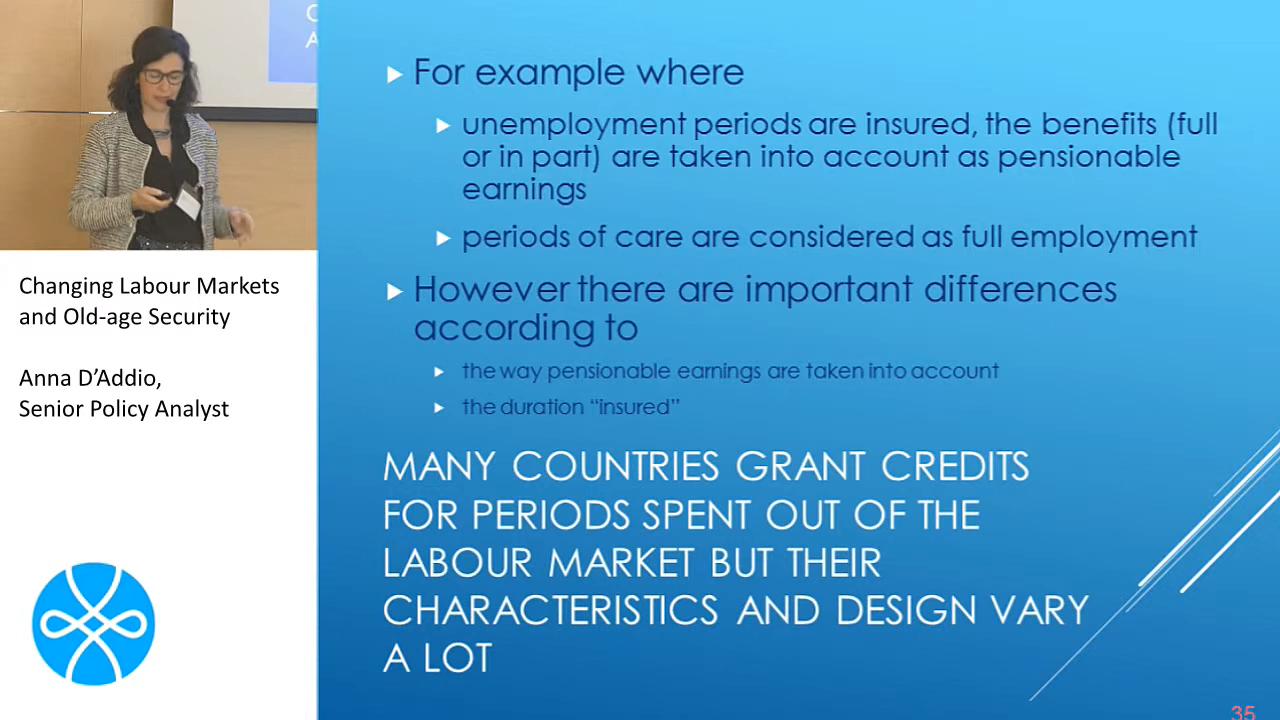 For example where
unemployment periods are insured, the benefits (full
or in part) are taken into account as pensionable
earnings
periods of care are considered as full employment
However there are important differences
according to
the way pensionable earnings are taken into account
the duration “insured”
MANY COUNTRIES GRANT CREDITS
FOR PERIODS SPENT OUT OF THE
LABOUR MARKET BUT THEIR
CHARACTERISTICS AND DESIGN VARY
A LOT
35
Changing Labour Markets
and Old-age Security
Anna D’Addio,
Senior Policy Analyst